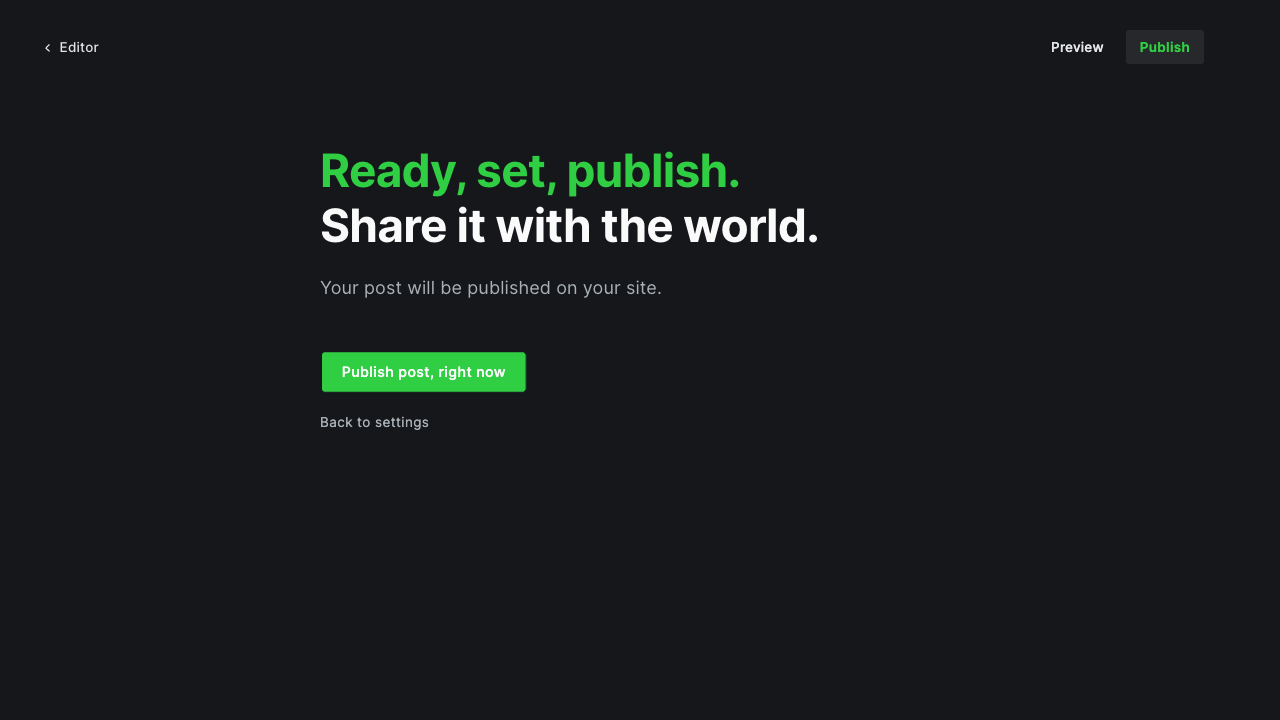 Editor
Preview
Publish
Ready, set, publish.
Share it with the world.
Your post will be published on your site.
Publish post, right now
Back to settings